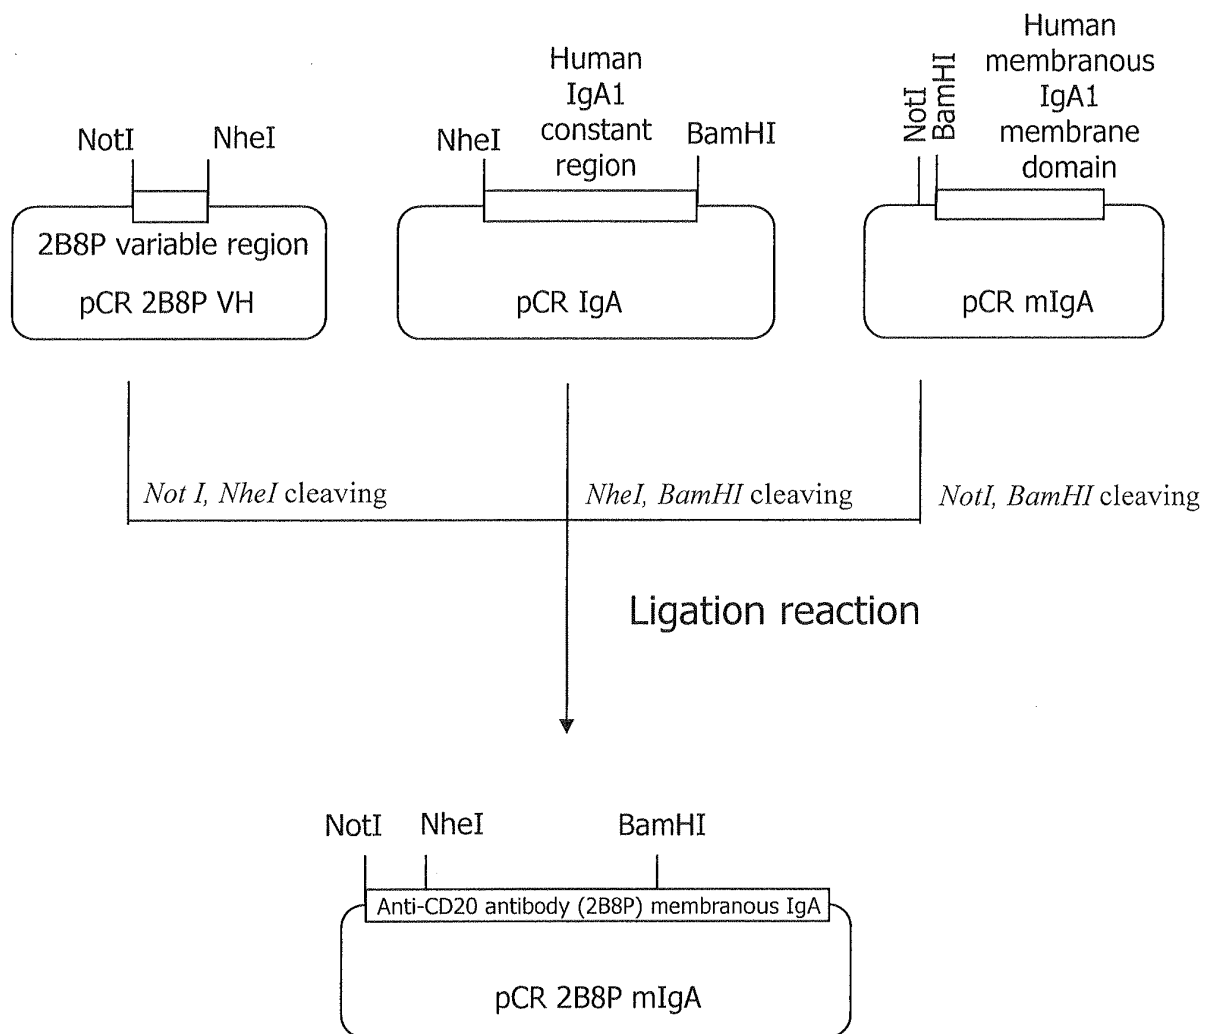 NotI
NheI
2B8P variable region
pCR 2B8P VH
Human
IgA1
constant
region
NheI
BamHI
pCR IgA
NotI
BamHI
Human
membranous
IgA1
membrane
domain
pCR mIgA
Not I, NheI cleaving
NheI, BamHI cleaving
NotI, BamHI cleaving
Ligation reaction
NotI
NheI
BamHI
Anti-CD20 antibody (2B8P) membranous IgA
pCR 2B8P mIgA